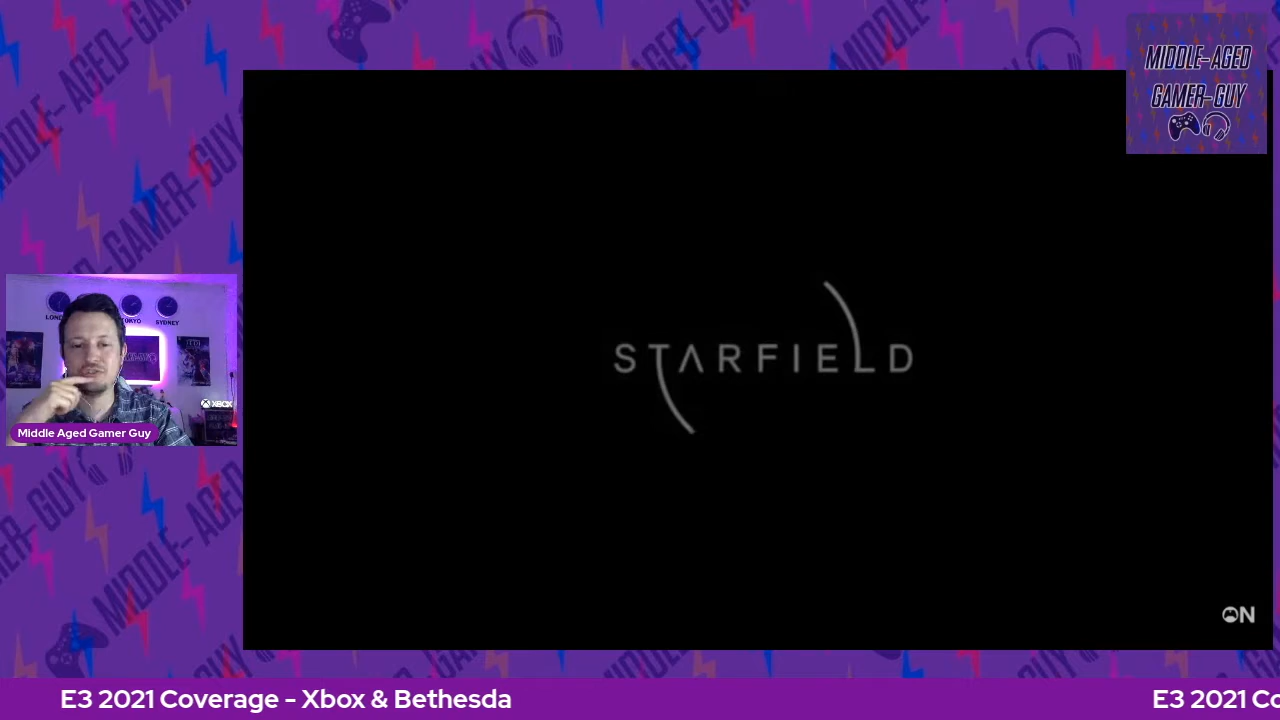 MIDDLE-AGED
GAMER-GUY
STARFIELD
TOKYO
SYDNEY
XBOX
Middle Aged Gamer Guy
ON
E3 2021 Coverage - Xbox & Bethesda
E3 2021 Co